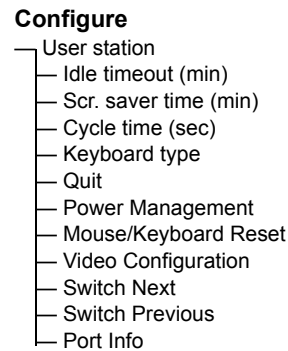 Configure
User station
Idle timeout (min)
Scr. saver time (min)
Cycle time (sec)
Keyboard type
Quit
Power Management
Mouse/Keyboard Reset
Video Configuration
Switch Next
Switch Previous
Port Info